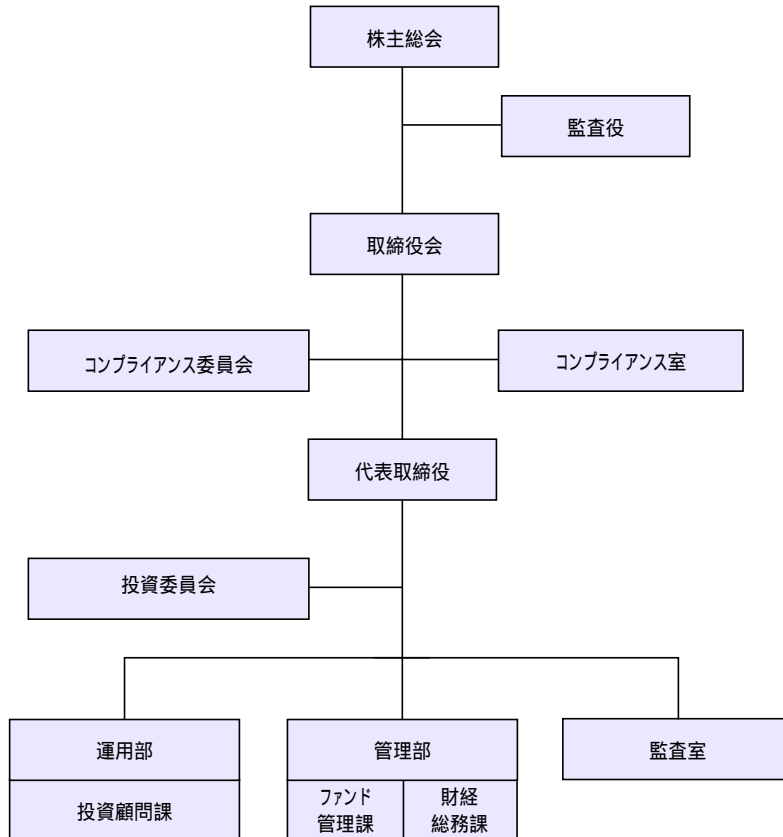 株主総会
監査役
取締役会
コンプライアンス委員会
コンプライアンス室
代表取締役
投資委員会
運用部
管理部
監査室
投資顧問課
ファンド
管理課
財経
総務課